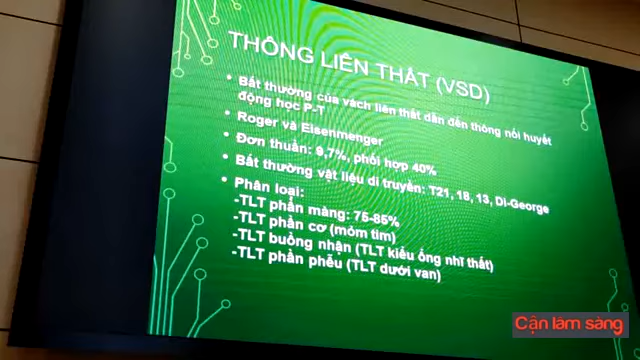 THÔNG LIÊN THẤT (VSD)
• Bất thường của vách liên thất dẫn đến thông nối huyết
động học P-T
• Roger và Eisenmenger
• Đơn thuần: 9,7%, phối hợp 40%
• Bất thường vật liệu di truyền: T21, 18, 13, Di-George
• Phân loại:
-TLT phần màng: 75-85%
-TLT phần cơ (mỏm tim)
-TLT buồng nhận (TLT kiểu ống nhĩ thất)
-TLT phần phễu (TLT dưới van)
Cận lâm sàng